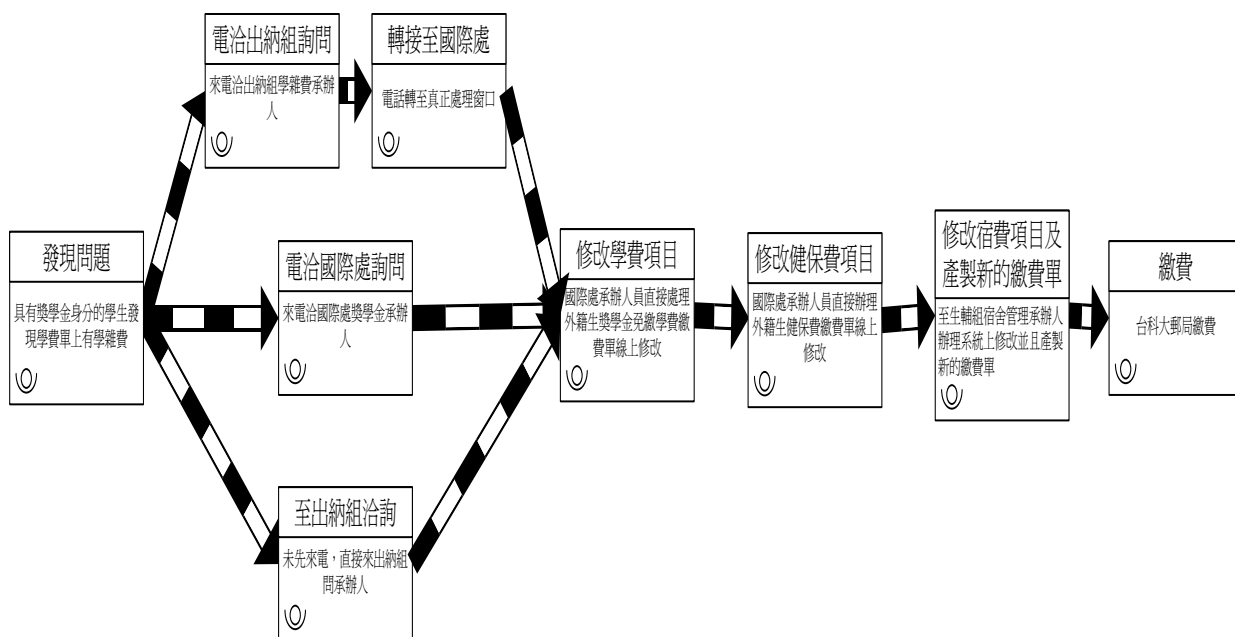 電洽出納組詢問
來電洽出納組學雜費承辦
人
轉接至國際處
電話轉至真正處理窗口
發現問題
具有獎學金身分的學生發
現學費單上有學雜費
電洽國際處詢問
來電洽國際處獎學金承辦
人
至出納組洽詢
未先來電，直接來出納組
問承辦人
修改學費項目
國際處承辦人員直接處理
外籍生獎學金免繳學費繳
費單線上修改
修改健保費項目
國際處承辦人員直接辦理
外籍生健保費繳費單線上
修改
修改宿費項目及
產製新的繳費單
至生輔組宿舍管理承辦人
辦理系統上修改並且產製
新的繳費單
繳費
台科大郵局繳費